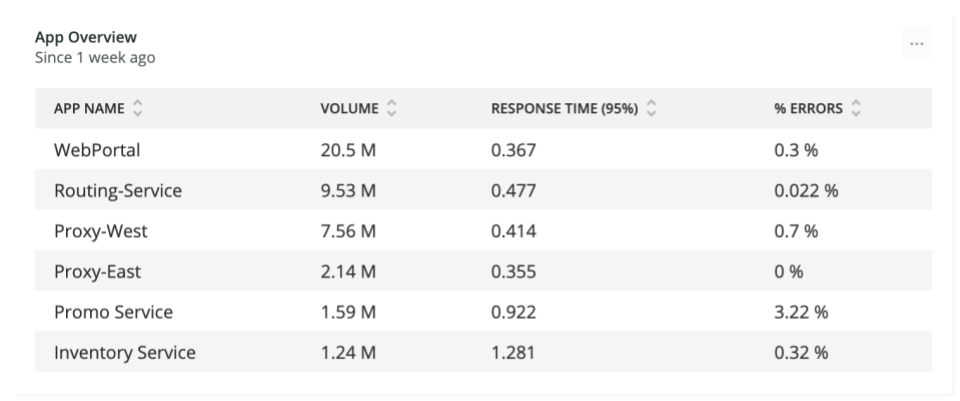 App Overview
Since 1 week ago
...
APP NAME VOLUME RESPONSE TIME (95%) % ERRORS
WebPortal 20.5 M 0.367 0.3 %
Routing-Service 9.53 M 0.477 0.022 %
Proxy-West 7.56 M 0.414 0.7 %
Proxy-East 2.14 M 0.355 0 %
Promo Service 1.59 M 0.922 3.22 %
Inventory Service 1.24 M 1.281 0.32 %